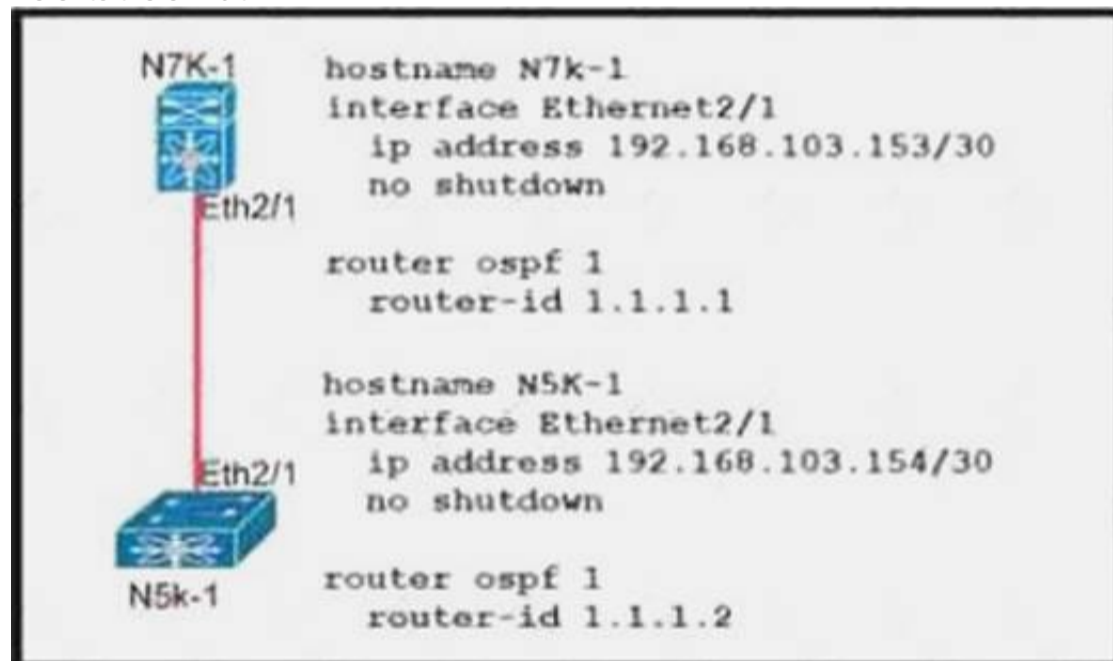 N7K-1
hostname N7k-1
interface Ethernet2/1
ip address 192.168.103.153/30
no shutdown
Eth2/1
router ospf 1
router-id 1.1.1.1
hostname N5K-1
interface Ethernet2/1
Eth2/1
ip address 192.168.103.154/30
no shutdown
N5k-1
router ospf 1
router-id 1.1.1.2